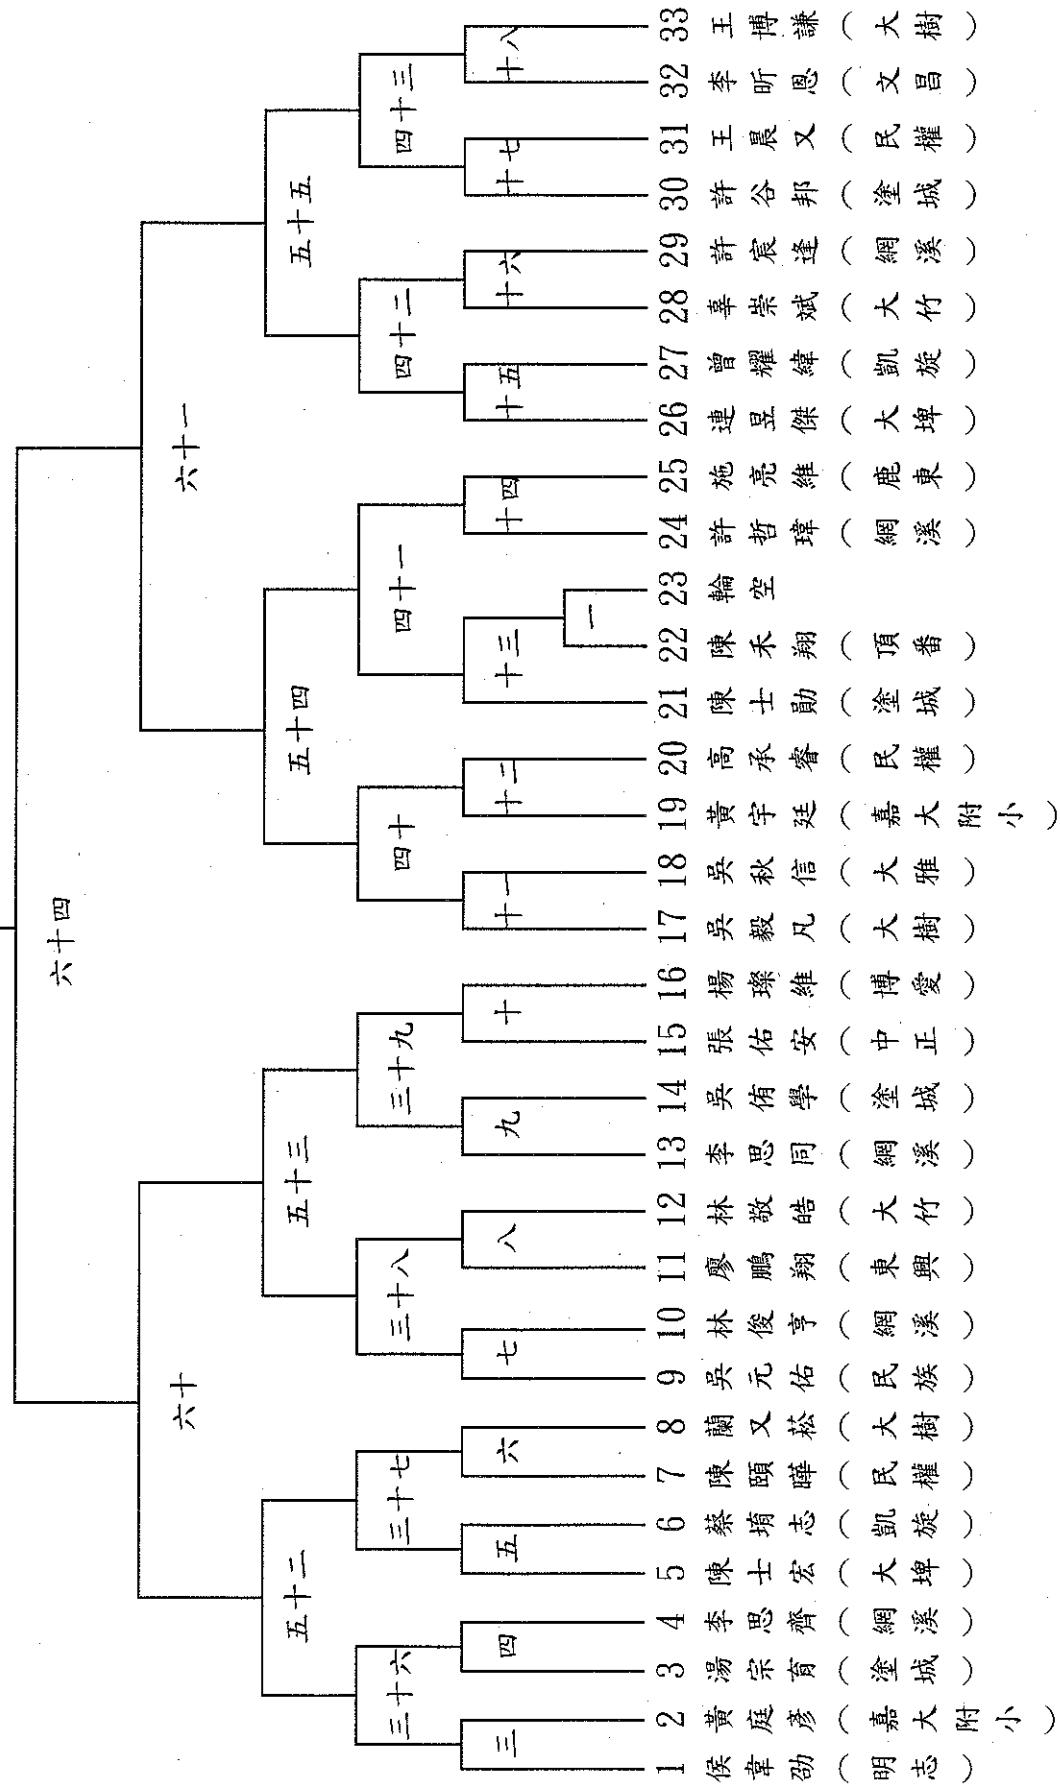 六十四
六十
六十一
五十二
五十三
五十四
五十五
三十六
三十七
三十八
三十九
四十
四十一
四十二
四十三
三
四
五
六
七
八
九
十
十一
十二
十三
十四
十五
十六
十七
十八
一
1 侯韋劭(明志)
2 黃庭彥(嘉大附小)
3 湯宗育(塗城)
4 李思齊(網溪)
5 陳士宏(大埤)
6 蔡堉志(凱旋)
7 陳頤曄(民權)
8 蘭又菘(大樹)
9 吳元佑(民族)
10 林俊亨(網溪)
11 廖鵬翔(東興)
12 林敬皓(大竹)
13 李思同(網溪)
14 吳侑學(塗城)
15 張佑安(中正)
16 楊璨維(博愛)
17 吳毅凡(大樹)
18 吳秋信(大雅)
19 黃宇廷(嘉大附小)
20 高承睿(民權)
21 陳士勛(塗城)
22 陳禾翔(頂番)
23 輪空
24 許哲瑋(網溪)
25 施亮維(鹿東)
26 連昱傑(大埤)
27 曾耀緯(凱旋)
28 辜崇斌(大竹)
29 許宸逢(網溪)
30 許谷邦(塗城)
31 王晨又(民權)
32 李昕恩(文昌)
33 王博謙(大樹)